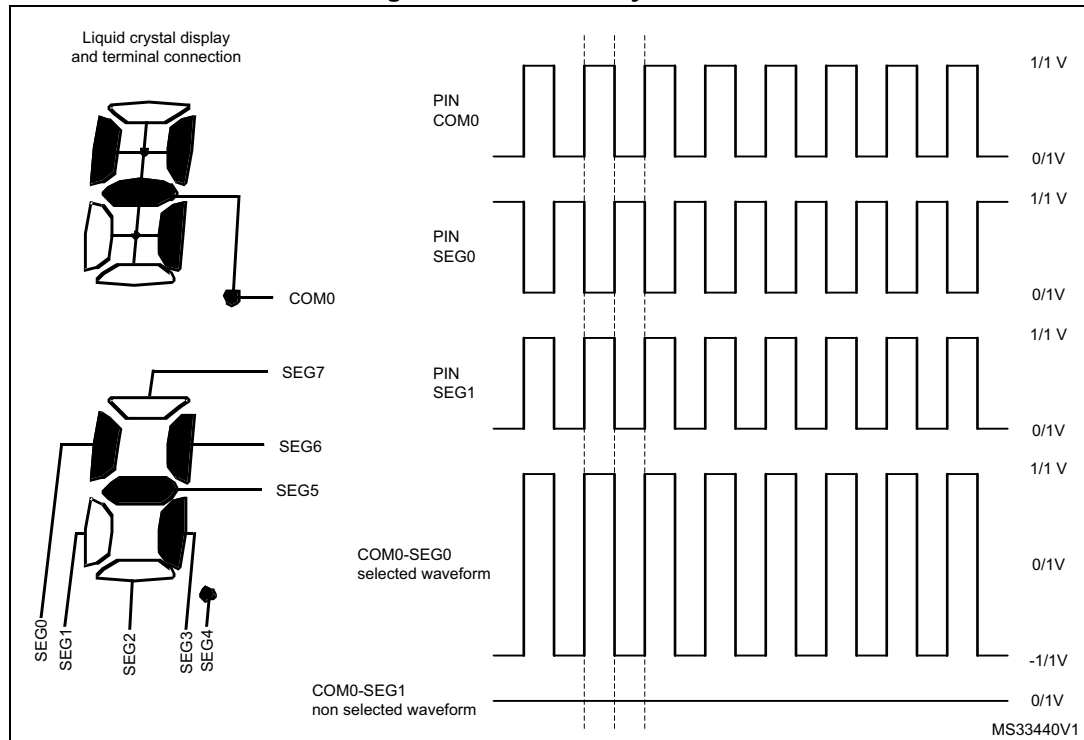 Liquid crystal display
and terminal connection
COM0
SEG7
SEG6
SEG5
SEG0
SEG1
SEG2
SEG3
SEG4
PIN
COM0
1/1 V
0/1V
PIN
SEG0
1/1 V
0/1V
PIN
SEG1
1/1 V
0/1V
COM0-SEG0
selected waveform
1/1 V
0/1V
-1/1V
COM0-SEG1
non selected waveform
0/1V
MS33440V1